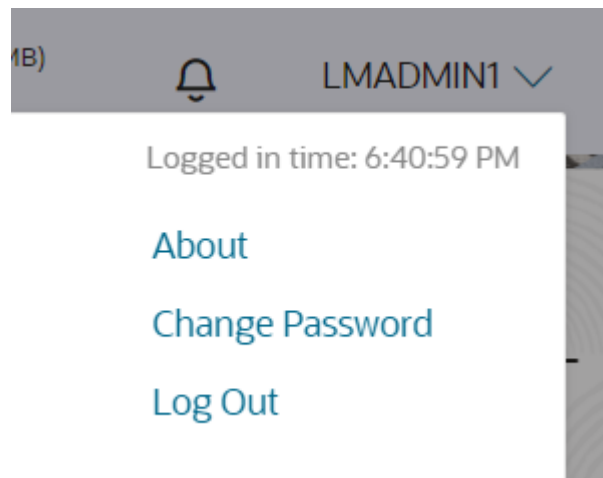 LMADMIN1
Logged in time: 6:40:59 PM
About
Change Password
Log Out